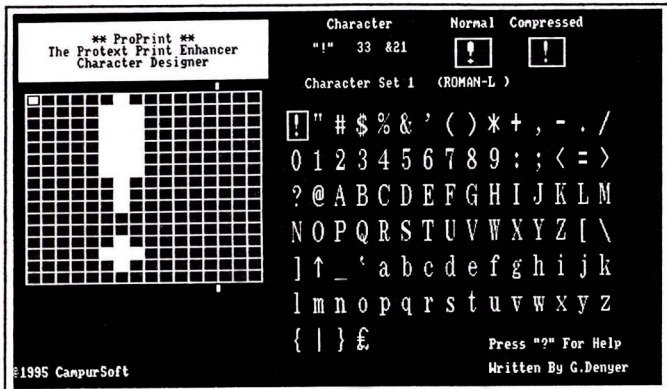 ** ProPrint **
The Protext Print Enhancer
Character Designer
Character Normal Compressed
"!" 33 &21 ! !
Character Set 1 (ROMAN-L )
! " # $ % & ' ( ) * + , - . /
0 1 2 3 4 5 6 7 8 9 : ; < = >
? @ A B C D E F G H I J K L M
N O P Q R S T U V W X Y Z [ \
] ↑ _ ‘ a b c d e f g h i j k
l m n o p q r s t u v w x y z
{ | } £
Press "?" For Help
©1995 CampurSoft
Written By G.Denyer